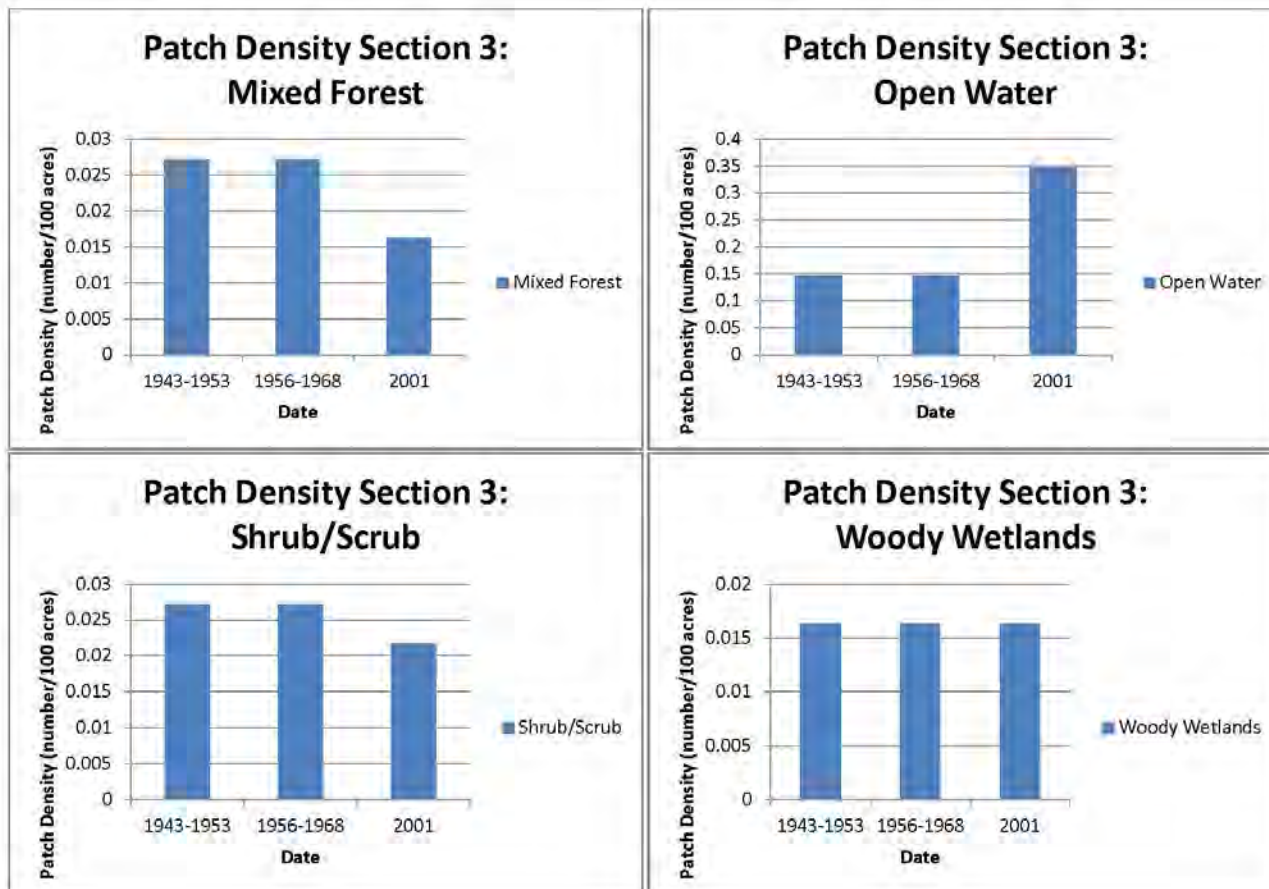 Patch Density Section 3:
Mixed Forest
Patch Density (number/100 acres)
0.03
0.025
0.02
0.015
0.01
0.005
0
1943-1953 1956-1968 2001
Date
Mixed Forest
Patch Density Section 3:
Open Water
Patch Density (number/100 acres)
0.4
0.35
0.3
0.25
0.2
0.15
0.1
0.05
0
1943-1953 1956-1968 2001
Date
Open Water
Patch Density Section 3:
Shrub/Scrub
Patch Density (number/100 acres)
0.03
0.025
0.02
0.015
0.01
0.005
0
1943-1953 1956-1968 2001
Date
Shrub/Scrub
Patch Density Section 3:
Woody Wetlands
Patch Density (number/100 acres)
0.02
0.015
0.01
0.005
0
1943-1953 1956-1968 2001
Date
Woody Wetlands